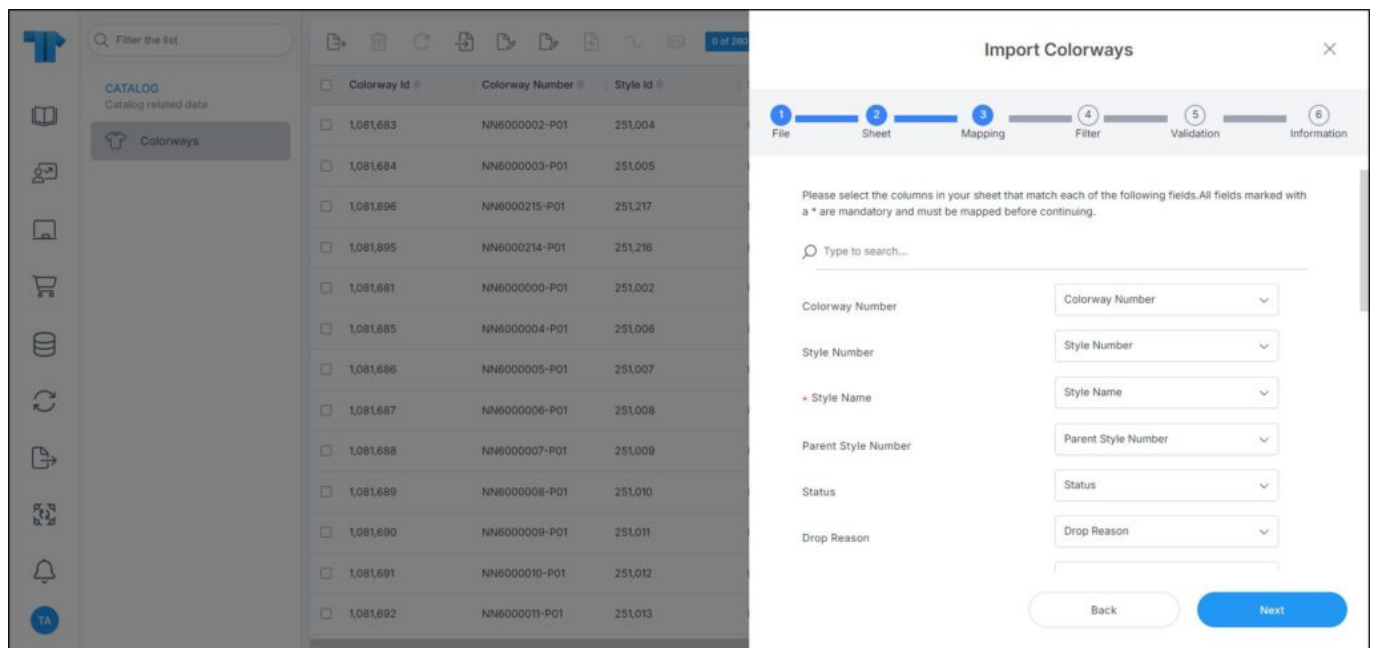 Filter the list
CATALOG
Catalog related data
Colorways
0 of 260
Colorway Id Colorway Number Style Id
1,081,683 NN6000002-P01 251,004
1,081,684 NN6000003-P01 251,005
1,081,896 NN6000215-P01 251,217
1,081,895 NN6000214-P01 251,216
1,081,681 NN6000000-P01 251,002
1,081,685 NN6000004-P01 251,006
1,081,686 NN6000005-P01 251,007
1,081,687 NN6000006-P01 251,008
1,081,688 NN6000007-P01 251,009
1,081,689 NN6000008-P01 251,010
1,081,690 NN6000009-P01 251,011
1,081,691 NN6000010-P01 251,012
1,081,692 NN6000011-P01 251,013
TA
Import Colorways
1 2 3 4 5 6
File Sheet Mapping Filter Validation Information
Please select the columns in your sheet that match each of the following fields.All fields marked with
a * are mandatory and must be mapped before continuing.
Type to search...
Colorway Number Colorway Number
Style Number Style Number
* Style Name Style Name
Parent Style Number Parent Style Number
Status Status
Drop Reason Drop Reason
Back Next